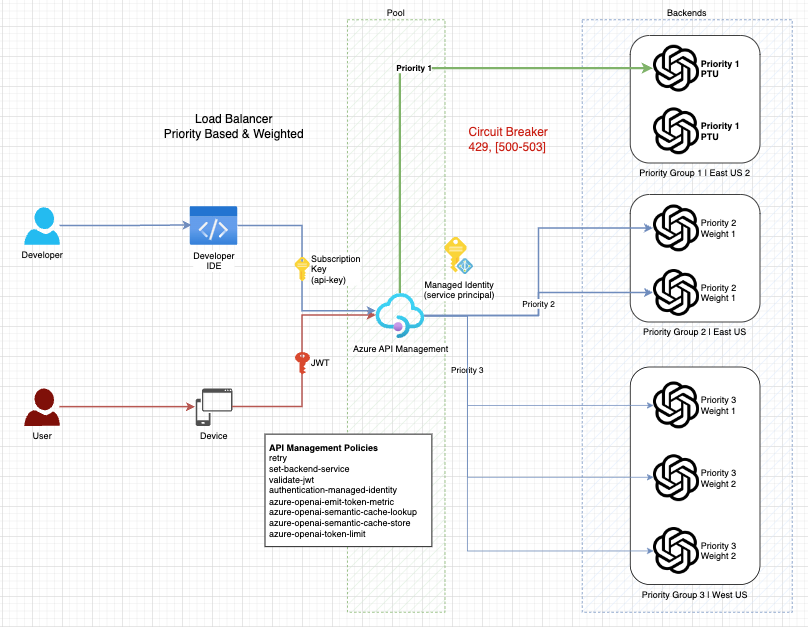 Pool
Backends
Priority 1
Priority 1
PTU
Priority 1
PTU
Priority Group 1 | East US 2
Load Balancer
Priority Based & Weighted
Circuit Breaker
429, [500-503]
Developer
</>
Developer
IDE
Subscription
Key
(api-key)
Managed Identity
(service principal)
Priority 2
Weight 1
Priority 2
Weight 1
Priority 2
Priority Group 2 | East US
Azure API Management
JWT
Priority 3
User
Device
API Management Policies
retry
set-backend-service
validate-jwt
authentication-managed-identity
azure-openai-emit-token-metric
azure-openai-semantic-cache-lookup
azure-openai-semantic-cache-store
azure-openai-token-limit
Priority 3
Weight 1
Priority 3
Weight 2
Priority 3
Weight 2
Priority Group 3 | West US